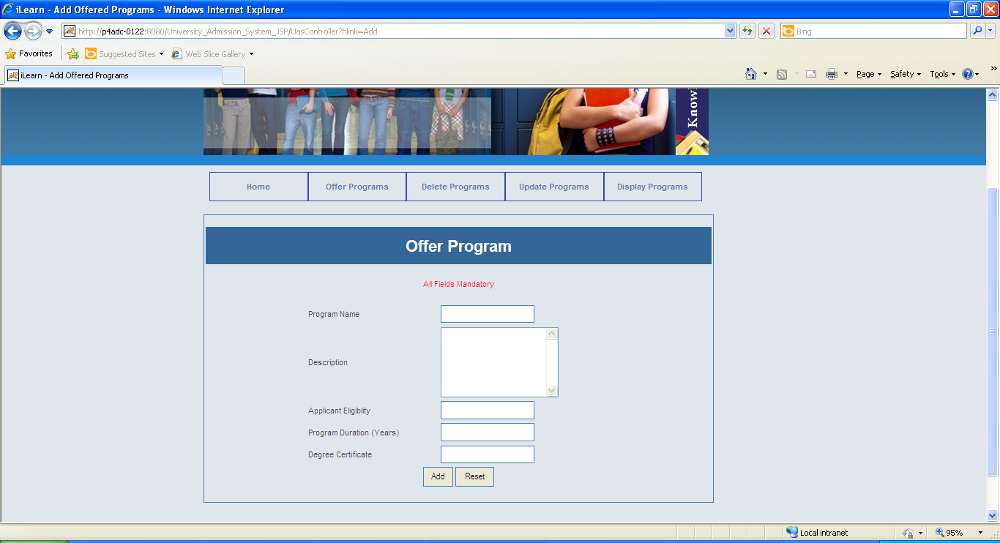 iLearn - Add Offered Programs - Windows Internet Explorer
http://p4adc-0122:8080/University_Admission_System_JSP/UasController?hlink=Add
Bing
Favorites
Suggested Sites
Web Slice Gallery
iLearn - Add Offered Programs
Page
Safety
Tools
Home
Offer Programs
Delete Programs
Update Programs
Display Programs
Offer Program
All Fields Mandatory
Program Name
Description
Applicant Eligiblity
Program Duration (Years)
Degree Certificate
Add
Reset
Local intranet
95%